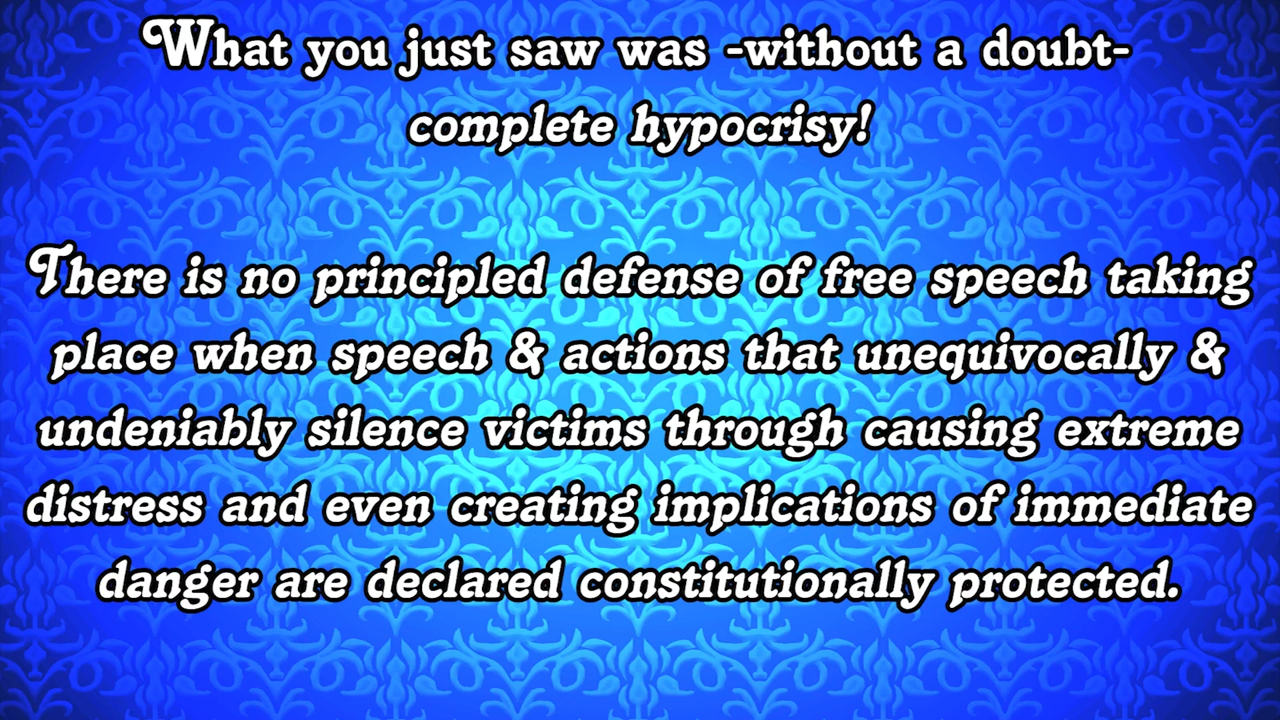 What you just saw was -without a doubt-
complete hypocrisy!
There is no principled defense of free speech taking
place when speech & actions that unequivocally &
undeniably silence victims through causing extreme
distress and even creating implications of immediate
danger are declared constitutionally protected.